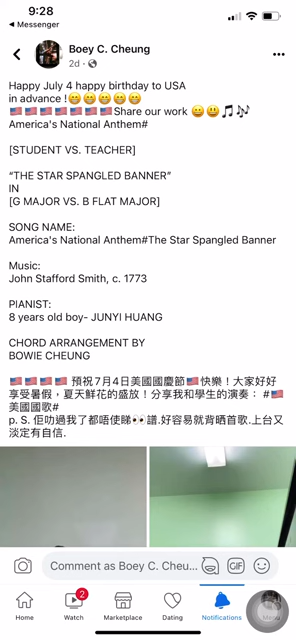 9:28
Messenger
Boey C. Cheung
2d
Happy July 4 happy birthday to USA
in advance !😁😁😁😁😁
🇺🇸🇺🇸🇺🇸🇺🇸🇺🇸🇺🇸Share our work 😀😃🎵🎶
America's National Anthem#
[STUDENT VS. TEACHER]
“THE STAR SPANGLED BANNER”
IN
[G MAJOR VS. B FLAT MAJOR]
SONG NAME:
America's National Anthem#The Star Spangled Banner
Music:
John Stafford Smith, c. 1773
PIANIST:
8 years old boy- JUNYI HUANG
CHORD ARRANGEMENT BY
BOWIE CHEUNG
🇺🇸🇺🇸🇺🇸🇺🇸 預祝7月4日美國國慶節🇺🇸快樂！大家好好
享受暑假，夏天鮮花的盛放！分享我和學生的演奏： #🇺🇸
美國國歌#
p. S. 佢叻過我了都唔使睇👀譜.好容易就背晒首歌.上台又
淡定有自信.
Comment as Boey C. Cheu...
GIF
2
Home
Watch
Marketplace
Dating
Notifications
Menu